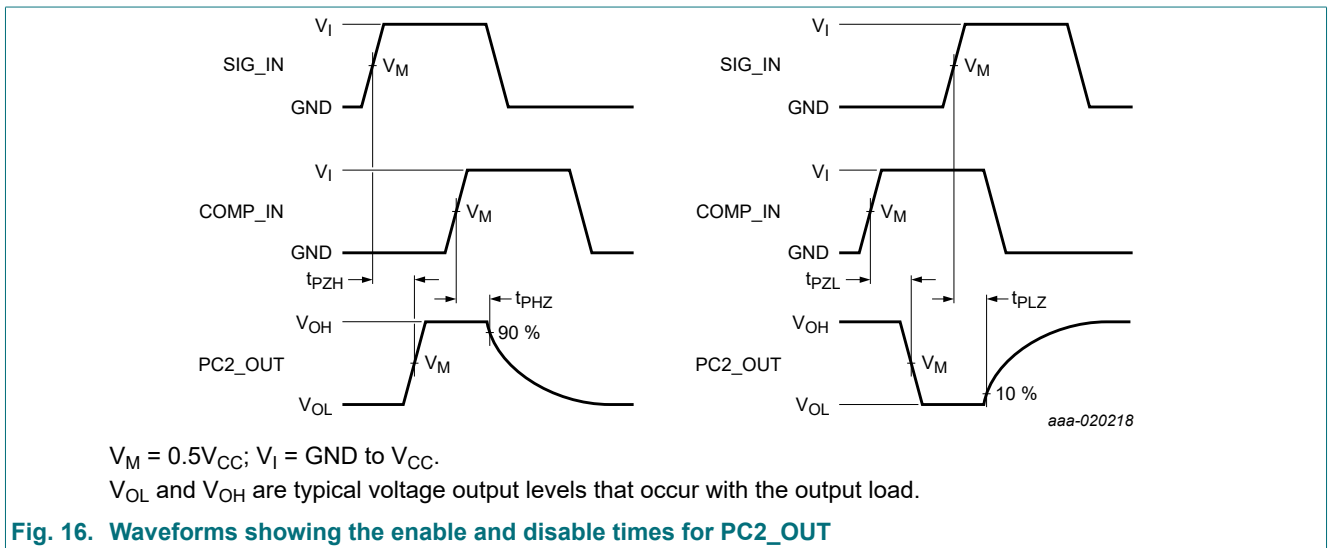 V_I
SIG_IN
V_M
GND
V_I
COMP_IN
V_M
GND
t_PZH
t_PHZ
V_OH
90 %
PC2_OUT
V_M
V_OL
V_I
SIG_IN
V_M
GND
V_I
COMP_IN
V_M
GND
t_PZL
t_PLZ
V_OH
PC2_OUT
V_M
10 %
V_OL
aaa-020218
V_M = 0.5V_CC; V_I = GND to V_CC.
V_OL and V_OH are typical voltage output levels that occur with the output load.
Fig. 16. Waveforms showing the enable and disable times for PC2_OUT